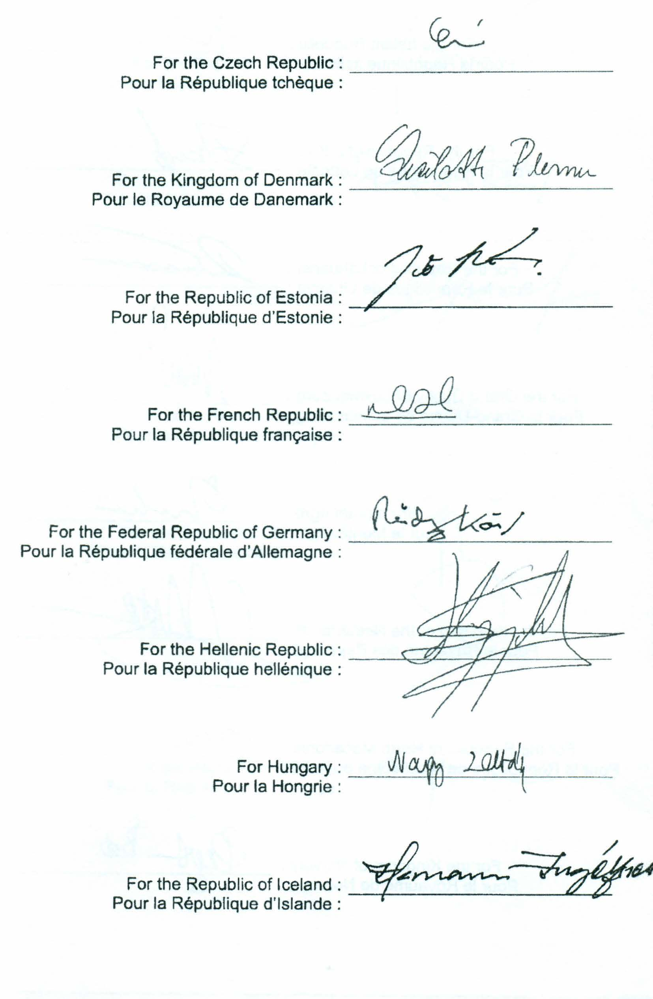 For the Czech Republic :
Pour la République tchèque :
For the Kingdom of Denmark :
Pour le Royaume de Danemark :
For the Republic of Estonia :
Pour la République d'Estonie :
For the French Republic :
Pour la République française :
For the Federal Republic of Germany :
Pour la République fédérale d'Allemagne :
For the Hellenic Republic :
Pour la République hellénique :
Nagy
For Hungary :
Pour la Hongrie :
For the Republic of Iceland :
Pour la République d'Islande :